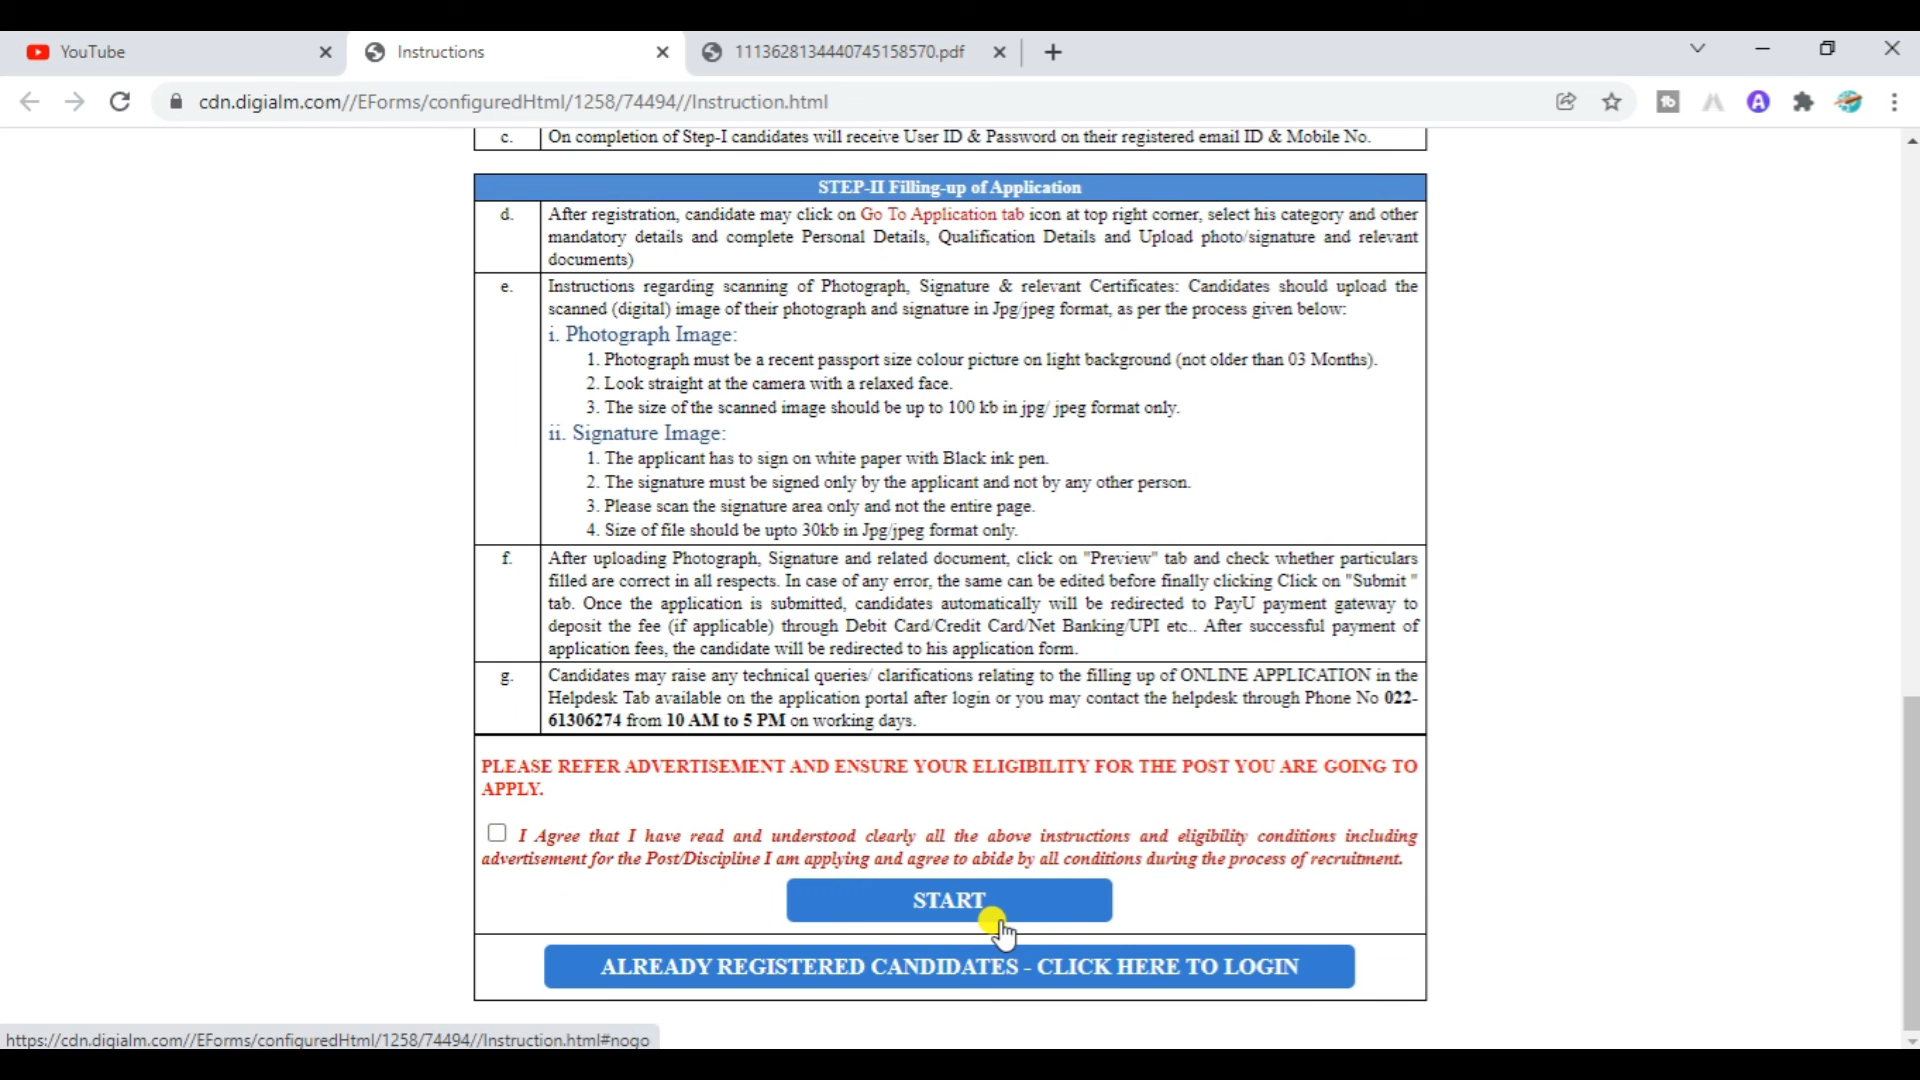 YouTube
Instructions
1113628134440745158570.pdf
cdn.digialm.com//EForms/configuredHtml/1258/74494//Instruction.html
c. On completion of Step-I candidates will receive User ID & Password on their registered email ID & Mobile No.
STEP-II Filling-up of Application
d. After registration, candidate may click on Go To Application tab icon at top right corner, select his category and other
mandatory details and complete Personal Details, Qualification Details and Upload photo/signature and relevant
documents)
e. Instructions regarding scanning of Photograph, Signature & relevant Certificates: Candidates should upload the
scanned (digital) image of their photograph and signature in Jpg/jpeg format, as per the process given below:
i. Photograph Image:
1. Photograph must be a recent passport size colour picture on light background (not older than 03 Months).
2. Look straight at the camera with a relaxed face.
3. The size of the scanned image should be up to 100 kb in jpg/ jpeg format only.
ii. Signature Image:
1. The applicant has to sign on white paper with Black ink pen.
2. The signature must be signed only by the applicant and not by any other person.
3. Please scan the signature area only and not the entire page.
4. Size of file should be upto 30kb in Jpg/jpeg format only.
f. After uploading Photograph, Signature and related document, click on "Preview" tab and check whether particulars
filled are correct in all respects. In case of any error, the same can be edited before finally clicking Click on "Submit "
tab. Once the application is submitted, candidates automatically will be redirected to PayU payment gateway to
deposit the fee (if applicable) through Debit Card/Credit Card/Net Banking/UPI etc.. After successful payment of
application fees, the candidate will be redirected to his application form.
g. Candidates may raise any technical queries/ clarifications relating to the filling up of ONLINE APPLICATION in the
Helpdesk Tab available on the application portal after login or you may contact the helpdesk through Phone No 022-
61306274 from 10 AM to 5 PM on working days.
PLEASE REFER ADVERTISEMENT AND ENSURE YOUR ELIGIBILITY FOR THE POST YOU ARE GOING TO
APPLY.
I Agree that I have read and understood clearly all the above instructions and eligibility conditions including
advertisement for the Post/Discipline I am applying and agree to abide by all conditions during the process of recruitment.
START
ALREADY REGISTERED CANDIDATES - CLICK HERE TO LOGIN
https://cdn.digialm.com//EForms/configuredHtml/1258/74494//Instruction.html#nogo